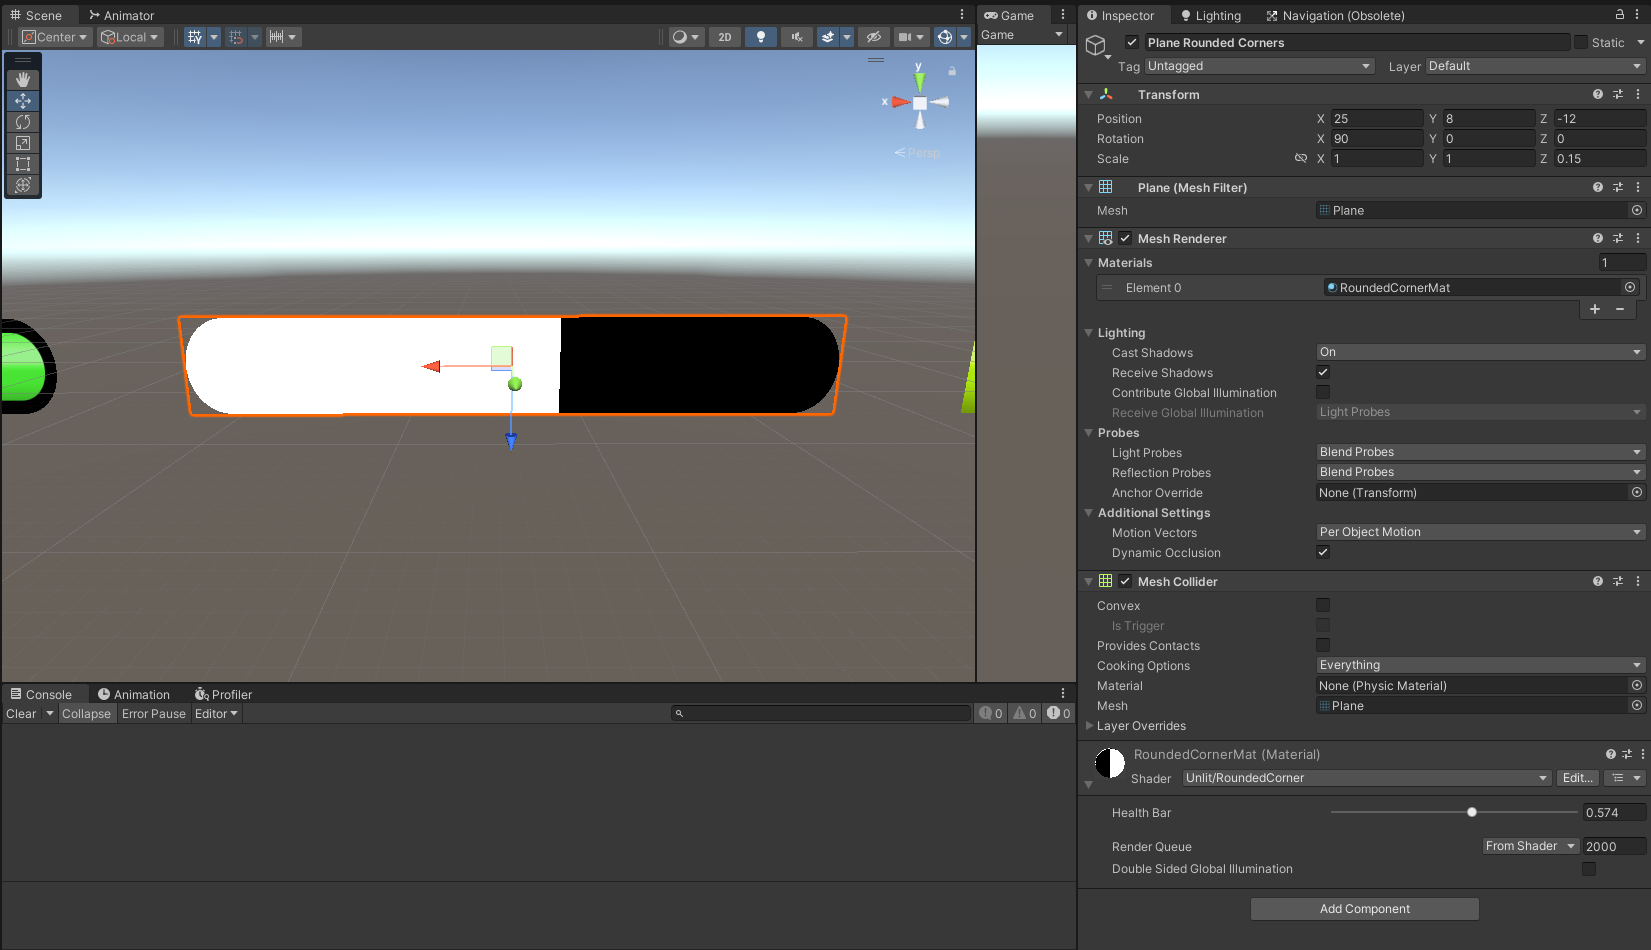 Scene Animator
Center Local
2D
y
x
Persp
Game
Game
Inspector Lighting Navigation (Obsolete)
Plane Rounded Corners Static
Tag Untagged Layer Default
Transform
Position X 25 Y 8 Z -12
Rotation X 90 Y 0 Z 0
Scale X 1 Y 1 Z 0.15
Plane (Mesh Filter)
Mesh Plane
Mesh Renderer
Materials 1
Element 0 RoundedCornerMat
+ −
Lighting
Cast Shadows On
Receive Shadows
Contribute Global Illumination
Receive Global Illumination Light Probes
Probes
Light Probes Blend Probes
Reflection Probes Blend Probes
Anchor Override None (Transform)
Additional Settings
Motion Vectors Per Object Motion
Dynamic Occlusion
Mesh Collider
Convex
Is Trigger
Provides Contacts
Cooking Options Everything
Material None (Physic Material)
Mesh Plane
Layer Overrides
RoundedCornerMat (Material)
Shader Unlit/RoundedCorner Edit...
Health Bar 0.574
Render Queue From Shader 2000
Double Sided Global Illumination
Add Component
Console Animation Profiler
Clear Collapse Error Pause Editor 0 0 0